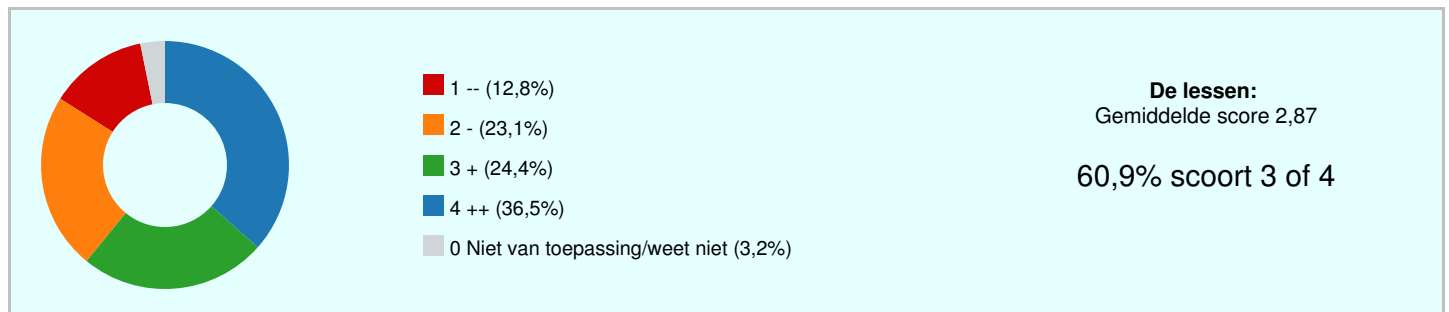 1 -- (12,8%)
2 - (23,1%)
3 + (24,4%)
4 ++ (36,5%)
0 Niet van toepassing/weet niet (3,2%)
De lessen:
Gemiddelde score 2,87
60,9% scoort 3 of 4